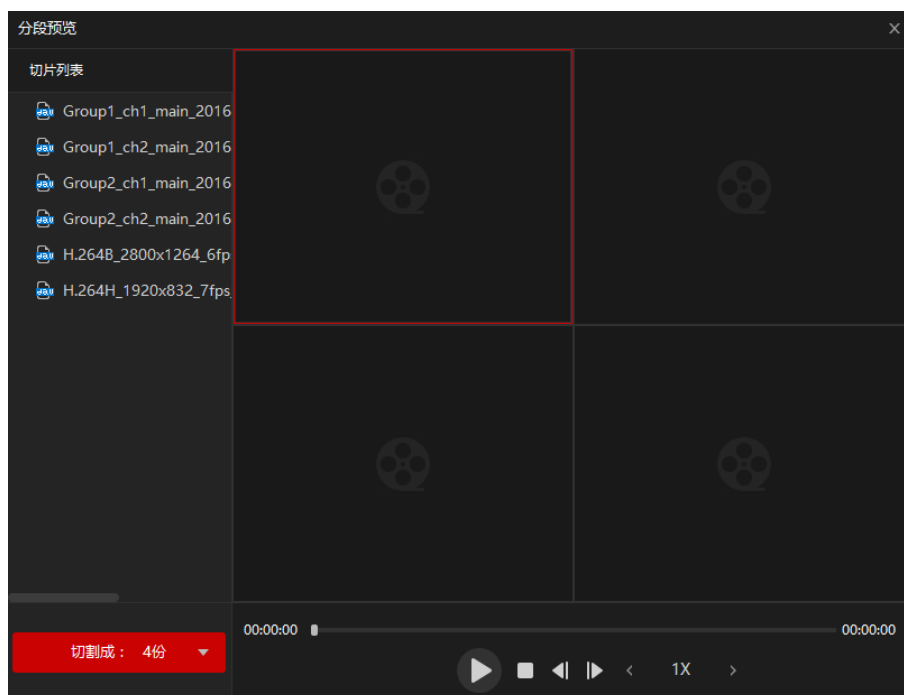 分段预览
切片列表
Group1_ch1_main_2016
Group1_ch2_main_2016
Group2_ch1_main_2016
Group2_ch2_main_2016
H.264B_2800x1264_6fp
H.264H_1920x832_7fps_
切割成： 4份
00:00:00
00:00:00
1X